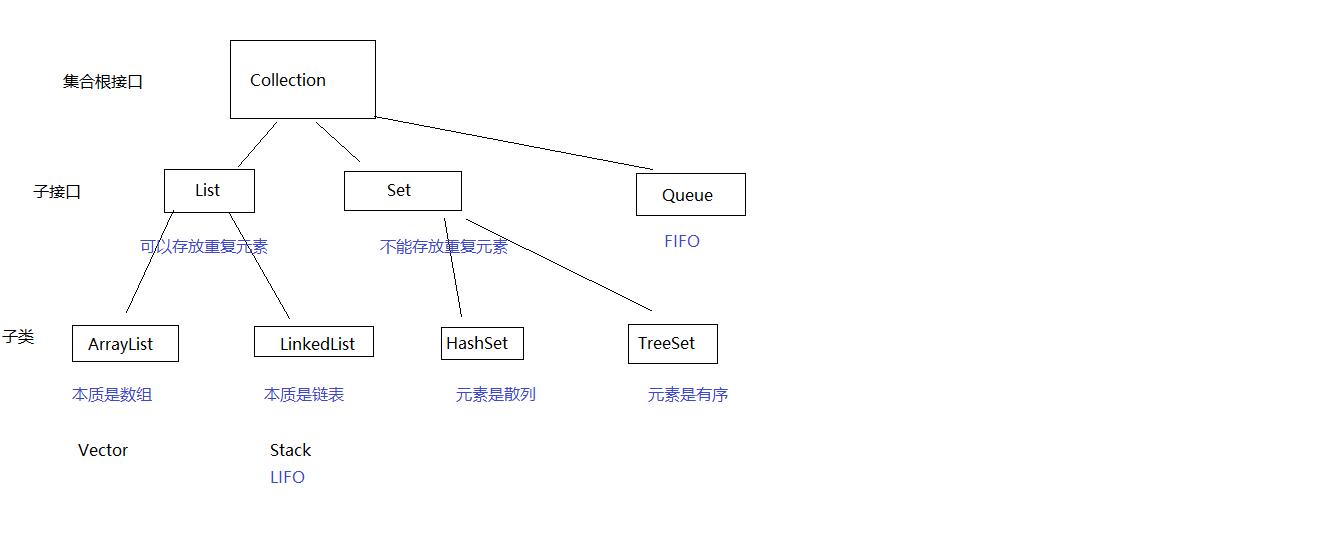 集合根接口
Collection
子接口
List
Set
Queue
可以存放重复元素
不能存放重复元素
FIFO
子类
ArrayList
LinkedList
HashSet
TreeSet
本质是数组
本质是链表
元素是散列
元素是有序
Vector
Stack
LIFO